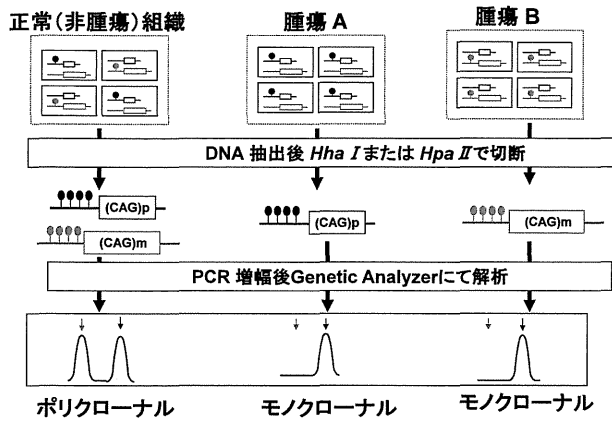 正常(非腫瘍)組織
腫瘍 A
腫瘍 B
DNA 抽出後 Hha I または Hpa II で切断
(CAG)p
(CAG)m
(CAG)p
(CAG)m
PCR 増幅後Genetic Analyzerにて解析
ポリクローナル
モノクローナル
モノクローナル